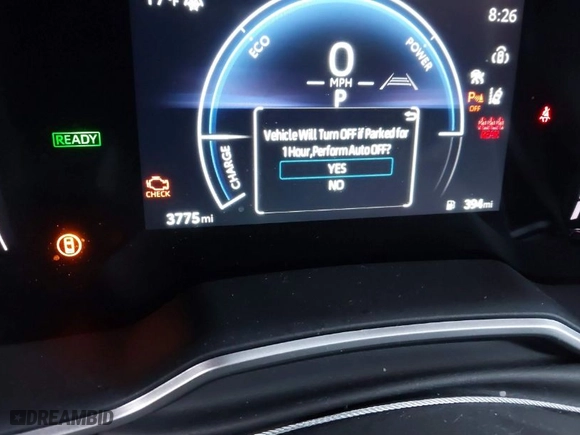 8:26
ECO
POWER
0
MPH
P
OFF
Vehicle Will Turn OFF if Parked for
1 Hour,Perform Auto OFF?
READY
YES
CHARGE
NO
CHECK
3775mi
394mi
DREAMBID